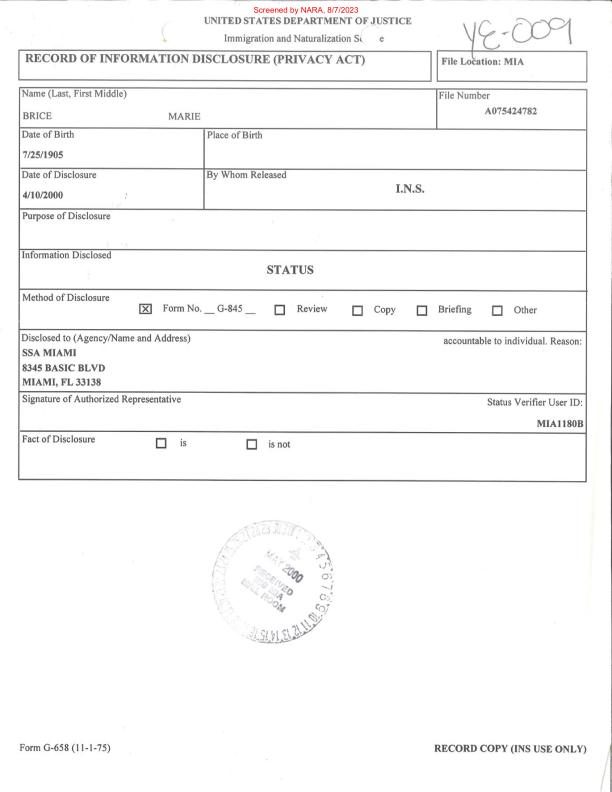 Screened by NARA, 8/7/2023
UNITED STATES DEPARTMENT OF JUSTICE
Immigration and Naturalization Se e
YE-009
RECORD OF INFORMATION DISCLOSURE (PRIVACY ACT)
File Location: MIA
Name (Last, First Middle)
File Number
BRICE MARIE
A075424782
Date of Birth
Place of Birth
7/25/1905
Date of Disclosure
By Whom Released
4/10/2000
I.N.S.
Purpose of Disclosure
Information Disclosed
STATUS
Method of Disclosure
☒ Form No. __ G-845 __ ☐ Review ☐ Copy ☐ Briefing ☐ Other
Disclosed to (Agency/Name and Address)
accountable to individual. Reason:
SSA MIAMI
8345 BASIC BLVD
MIAMI, FL 33138
Signature of Authorized Representative
Status Verifier User ID:
MIA1180B
Fact of Disclosure ☐ is ☐ is not
MAY 2000
RECEIVED
INS MIA
MAIL ROOM
Form G-658 (11-1-75)
RECORD COPY (INS USE ONLY)